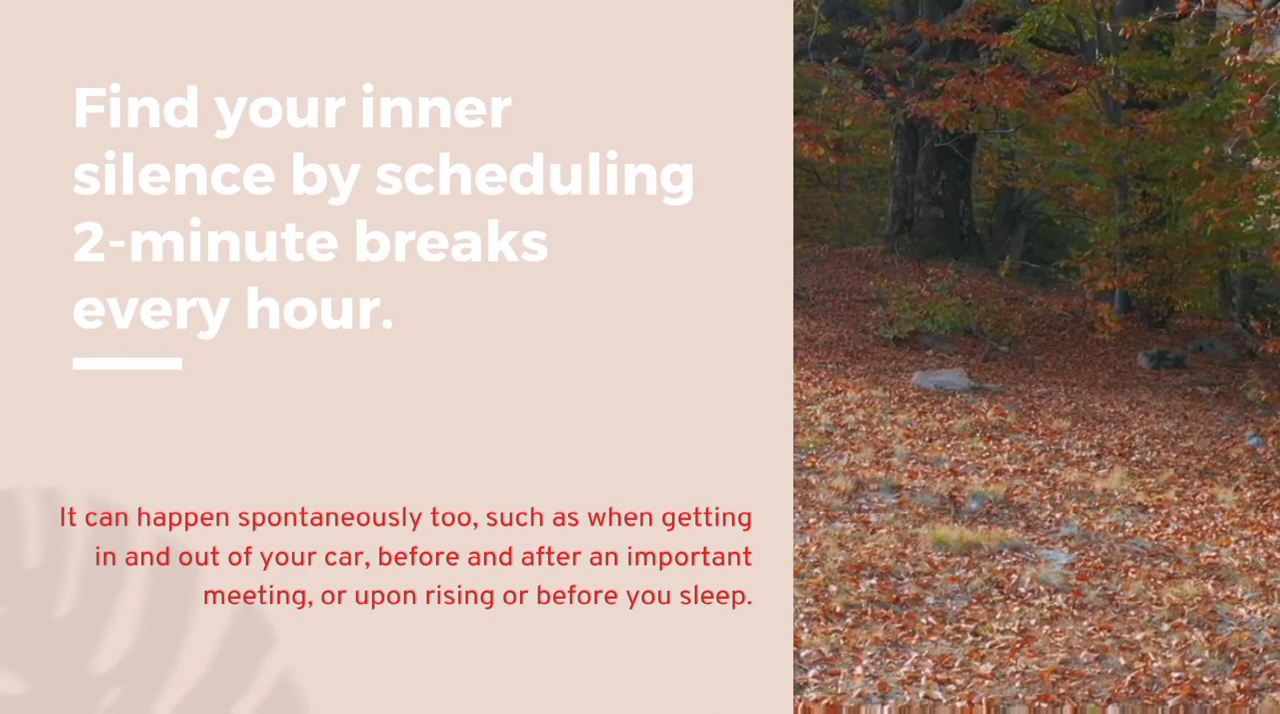 Find your inner
silence by scheduling
2-minute breaks
every hour.
It can happen spontaneously too, such as when getting
in and out of your car, before and after an important
meeting, or upon rising or before you sleep.